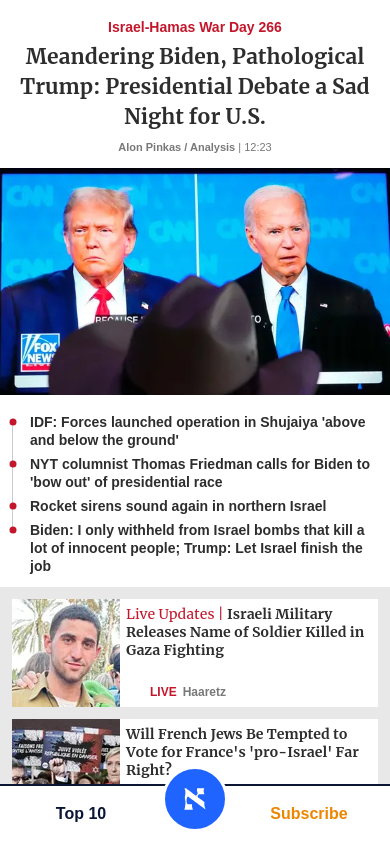 Israel-Hamas War Day 266
Meandering Biden, Pathological
Trump: Presidential Debate a Sad
Night for U.S.
Alon Pinkas / Analysis | 12:23
CNN
FOX
NEWS
IDF: Forces launched operation in Shujaiya 'above
and below the ground'
NYT columnist Thomas Friedman calls for Biden to
'bow out' of presidential race
Rocket sirens sound again in northern Israel
Biden: I only withheld from Israel bombs that kill a
lot of innocent people; Trump: Let Israel finish the
job
Live Updates | Israeli Military
Releases Name of Soldier Killed in
Gaza Fighting
LIVE Haaretz
JUIVE VIOLÉE
RÉPUBLIQUE EN DANGER
Will French Jews Be Tempted to
Vote for France's 'pro-Israel' Far
Right?
Top 10
Subscribe